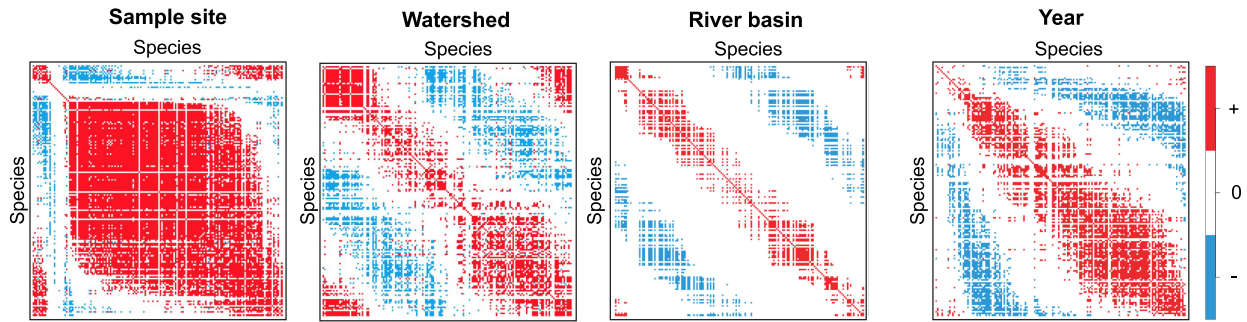 Sample site
Species
Species
Watershed
Species
Species
River basin
Species
Species
Year
Species
Species
+
0
-